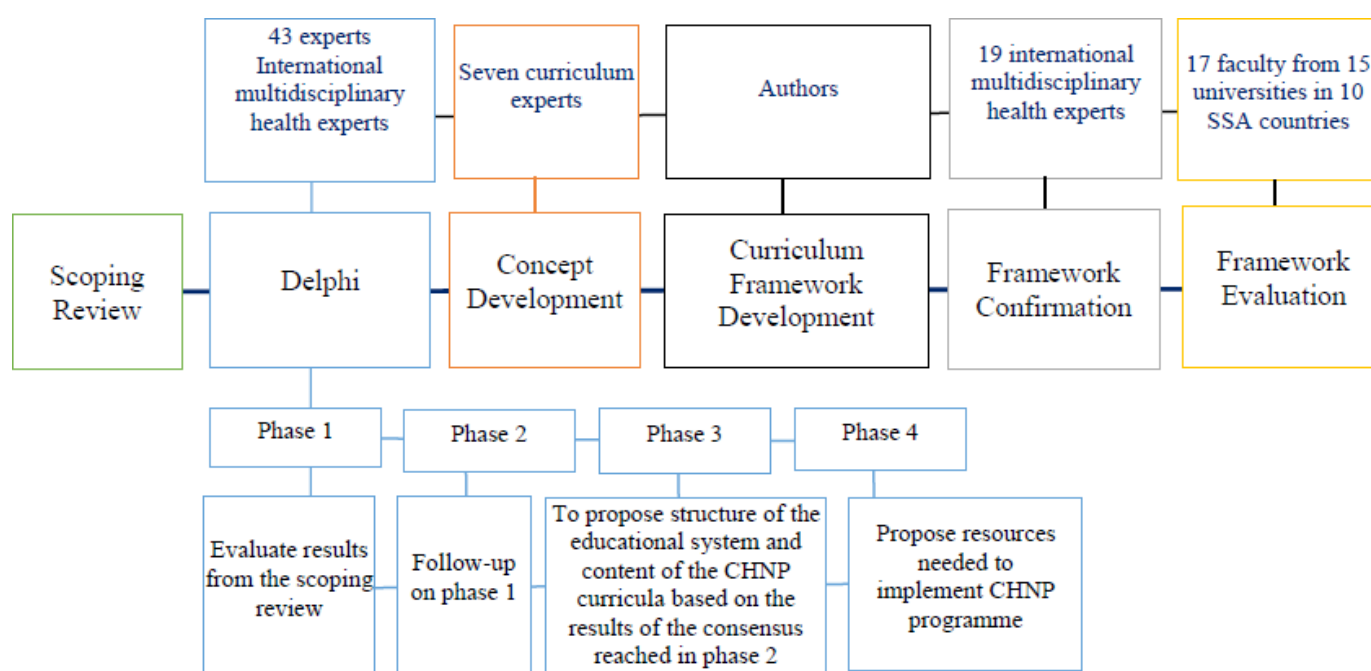 43 experts
International
multidisciplinary
health experts
Seven curriculum
experts
Authors
19 international
multidisciplinary
health experts
17 faculty from 15
universities in 10
SSA countries
Scoping
Review
Delphi
Concept
Development
Curriculum
Framework
Development
Framework
Confirmation
Framework
Evaluation
Phase 1
Phase 2
Phase 3
Phase 4
Evaluate results
from the scoping
review
Follow-up
on phase 1
To propose structure of the
educational system and
content of the CHNP
curricula based on the
results of the consensus
reached in phase 2
Propose resources
needed to
implement CHNP
programme